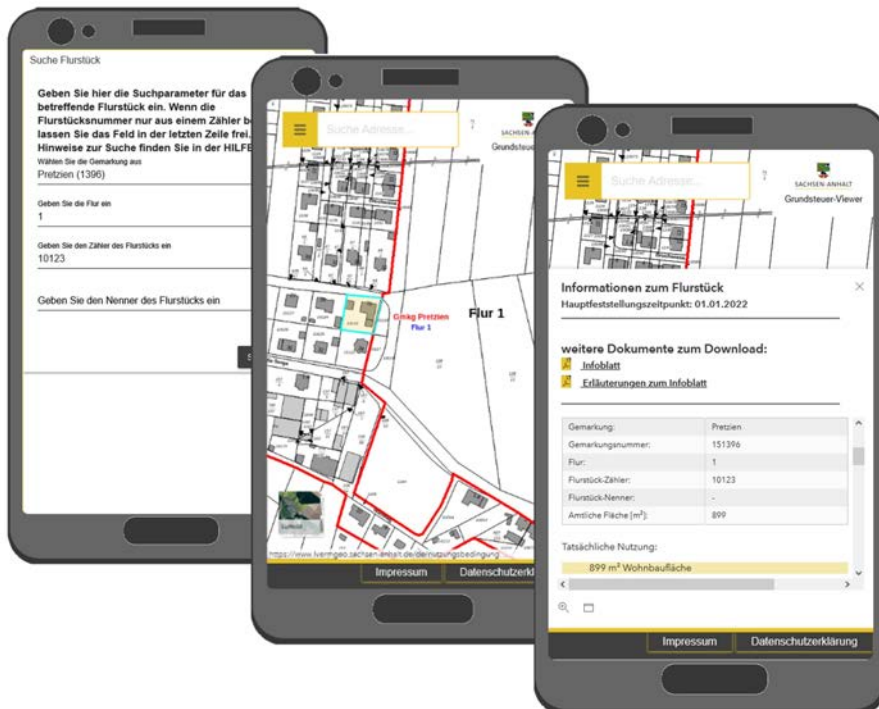 Suche Flurstück
Geben Sie hier die Suchparameter für das
betreffende Flurstück ein. Wenn die
Flurstücksnummer nur aus einem Zähler be
lassen Sie das Feld in der letzten Zeile frei.
Hinweise zur Suche finden Sie in der HILFE
Wählen Sie die Gemarkung aus
Pretzien (1396)
Geben Sie die Flur ein
1
Geben Sie den Zähler des Flurstücks ein
10123
Geben Sie den Nenner des Flurstücks ein
S
Suche Adresse...
SACHSEN-ANHALT
Grundsteuer-V
Gmkg Pretzien
Flur 1
Flur 1
Luftbild
https://www.lvermgeo.sachsen-anhalt.de/de/nutzungsbedingung
Impressum
Datenschutzerkl
Suche Adresse...
SACHSEN-ANHALT
Grundsteuer-Viewer
Informationen zum Flurstück
Hauptfeststellungszeitpunkt: 01.01.2022
weitere Dokumente zum Download:
Infoblatt
Erläuterungen zum Infoblatt
Gemarkung: Pretzien
Gemarkungsnummer: 151396
Flur: 1
Flurstück-Zähler: 10123
Flurstück-Nenner: -
Amtliche Fläche [m²]: 899
Tatsächliche Nutzung:
899 m² Wohnbaufläche
Impressum
Datenschutzerklärung